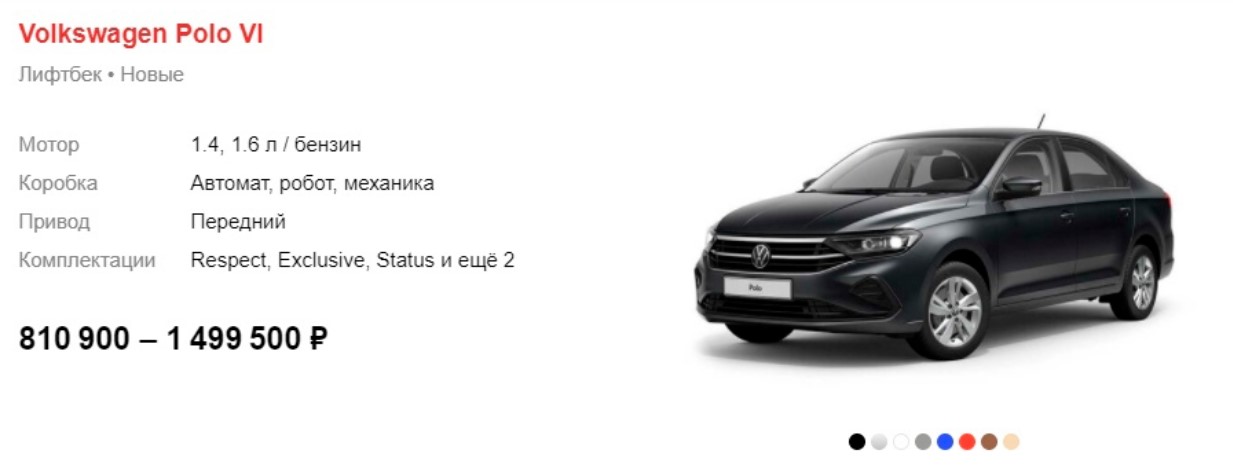 Volkswagen Polo VI
Лифтбек • Новые
Мотор 1.4, 1.6 л / бензин
Коробка Автомат, робот, механика
Привод Передний
Комплектации Respect, Exclusive, Status и ещё 2
810 900 – 1 499 500 ₽
Polo